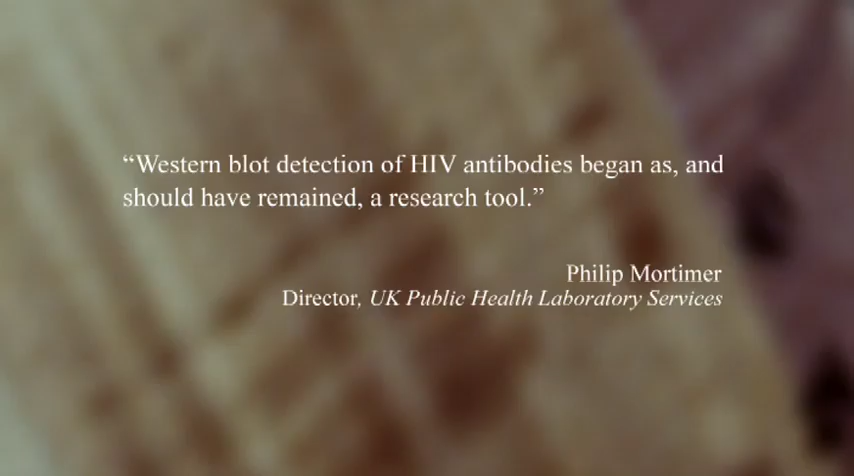 “Western blot detection of HIV antibodies began as, and
should have remained, a research tool.”
Philip Mortimer
Director, UK Public Health Laboratory Services